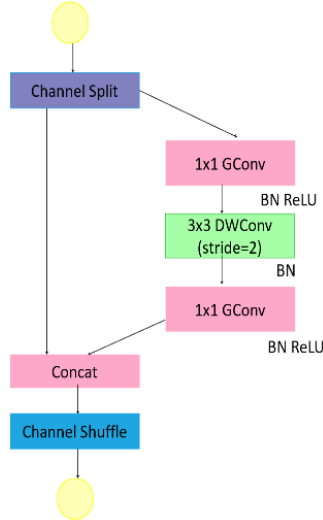 Channel Split
1x1 GConv
BN ReLU
3x3 DWConv
(stride=2)
BN
1x1 GConv
BN ReLU
Concat
Channel Shuffle